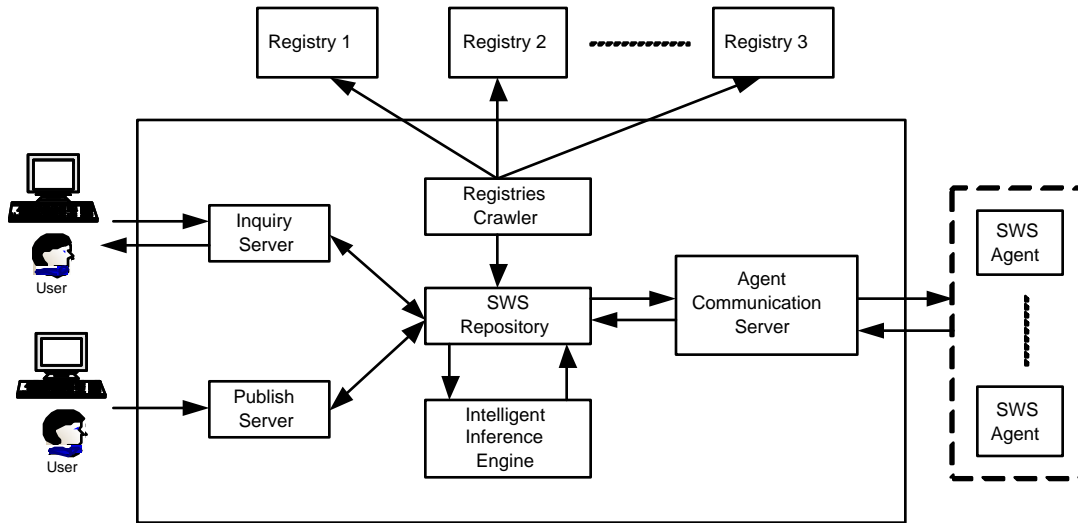 Registry 1
Registry 2
Registry 3
Registries
Crawler
Inquiry
Server
User
SWS
Repository
Agent
Communication
Server
SWS
Agent
Publish
Server
User
Intelligent
Inference
Engine
SWS
Agent